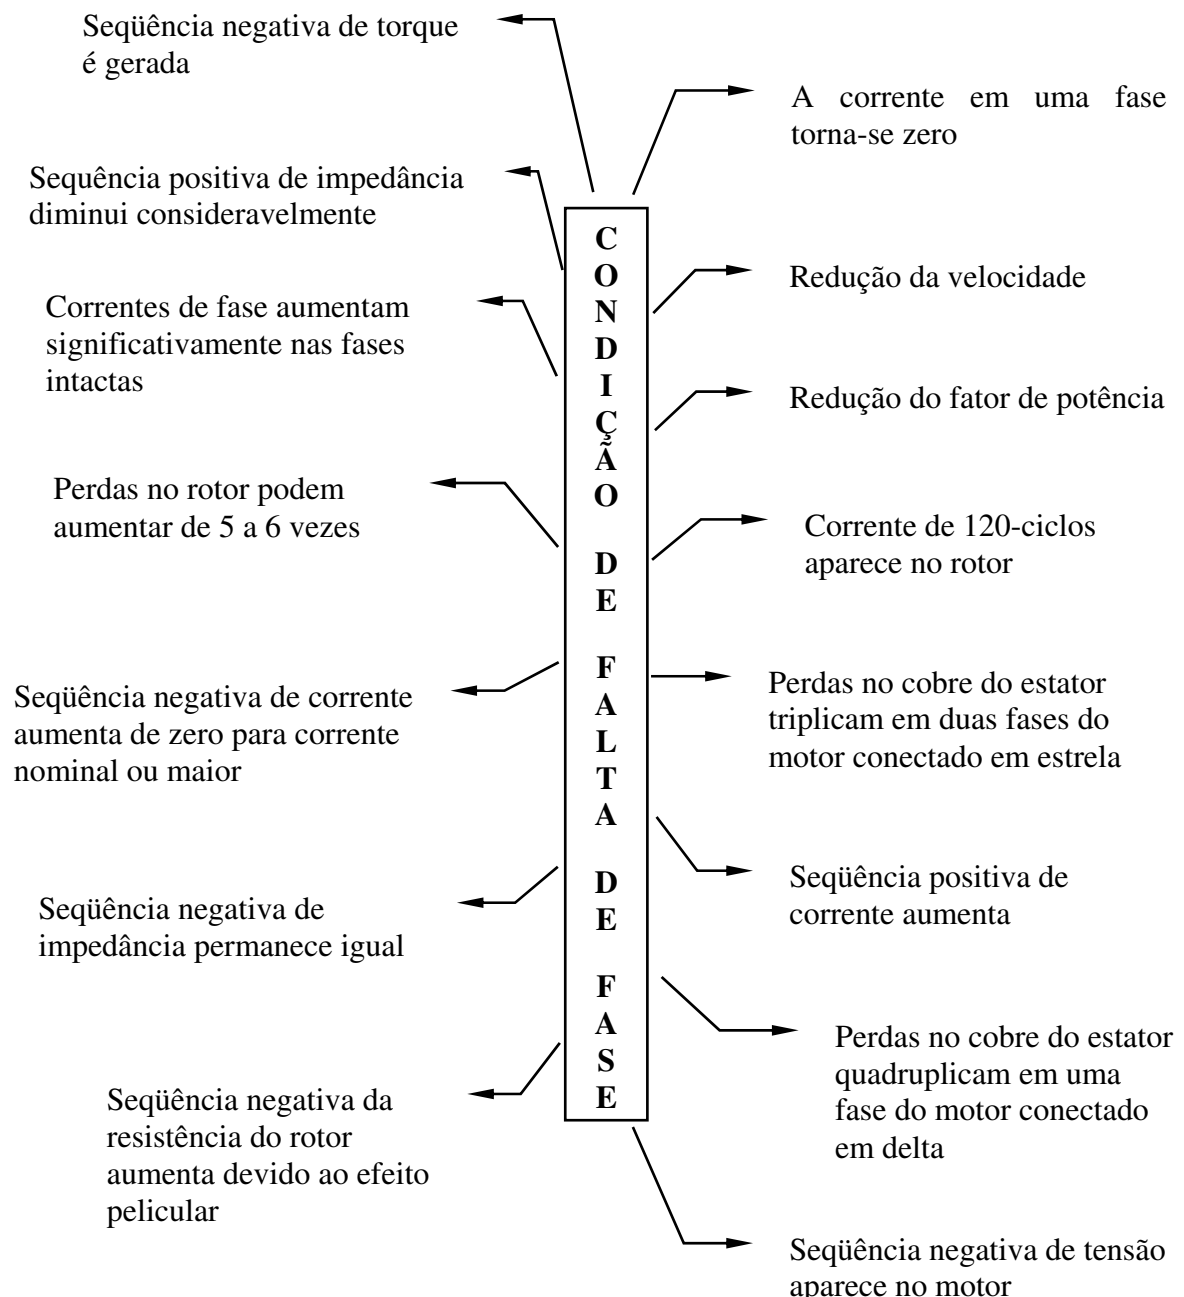 Seqüência negativa de torque
é gerada
Sequência positiva de impedância
diminui consideravelmente
Correntes de fase aumentam
significativamente nas fases
intactas
Perdas no rotor podem
aumentar de 5 a 6 vezes
Seqüência negativa de corrente
aumenta de zero para corrente
nominal ou maior
Seqüência negativa de
impedância permanece igual
Seqüência negativa da
resistência do rotor
aumenta devido ao efeito
pelicular
CONDIÇÃO DE FALTA DE FASE
A corrente em uma fase
torna-se zero
Redução da velocidade
Redução do fator de potência
Corrente de 120-ciclos
aparece no rotor
Perdas no cobre do estator
triplicam em duas fases do
motor conectado em estrela
Seqüência positiva de
corrente aumenta
Perdas no cobre do estator
quadruplicam em uma
fase do motor conectado
em delta
Seqüência negativa de tensão
aparece no motor